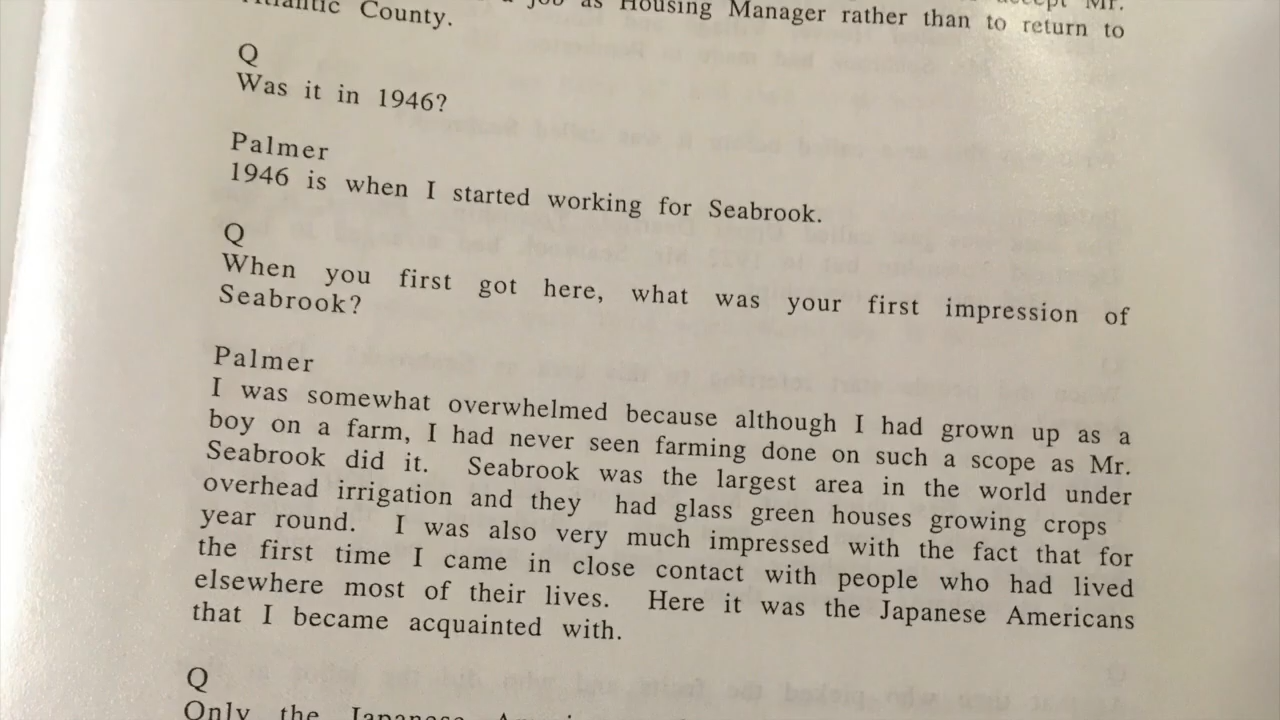 as Housing Manager rather than to return to
Atlantic County.
Q
Was it in 1946?
Palmer
1946 is when I started working for Seabrook.
Q
When you first got here, what was your first impression of
Seabrook?
Palmer
I was somewhat overwhelmed because although I had grown up as a
boy on a farm, I had never seen farming done on such a scope as Mr.
Seabrook did it. Seabrook was the largest area in the world under
overhead irrigation and they had glass green houses growing crops
year round. I was also very much impressed with the fact that for
the first time I came in close contact with people who had lived
elsewhere most of their lives. Here it was the Japanese Americans
that I became acquainted with.
Q
Only the Japanese